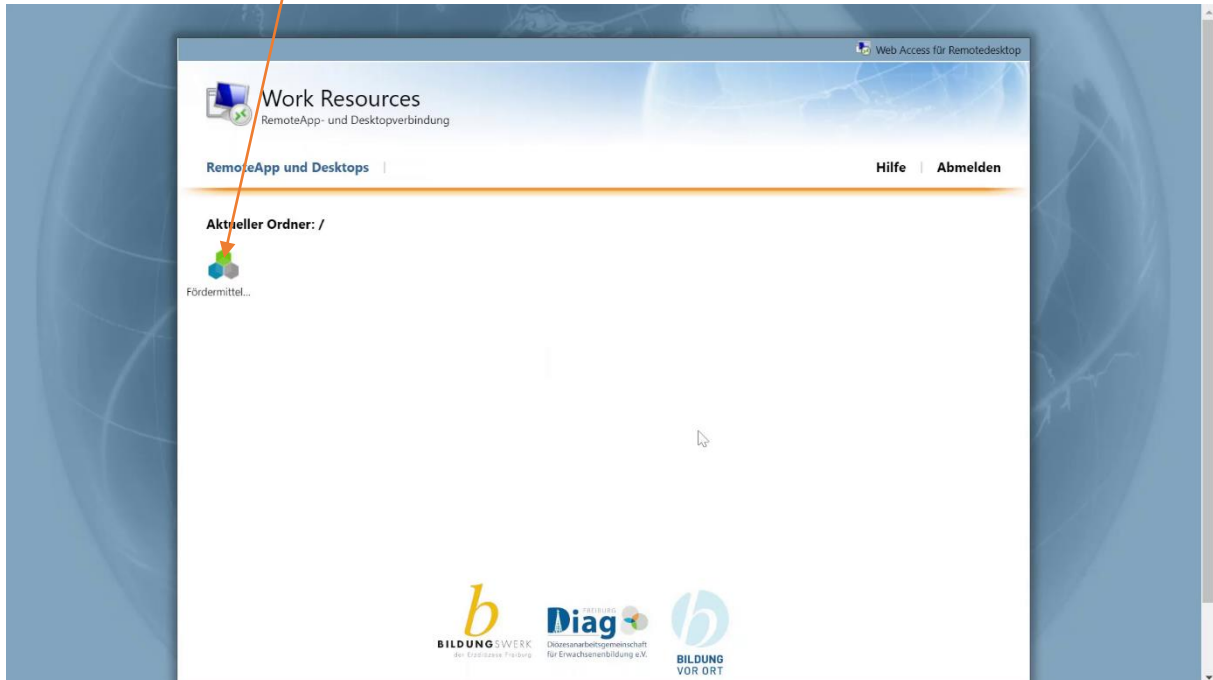 Web Access für Remotedesktop
Work Resources
RemoteApp- und Desktopverbindung
RemoteApp und Desktops
Hilfe
Abmelden
Aktueller Ordner: /
Fördermittel...
b
BILDUNGSWERK
der Erzdiözese Freiburg
FREIBURG
Diag
Diözesanarbeitsgemeinschaft
für Erwachsenenbildung e.V.
b
BILDUNG
VOR ORT